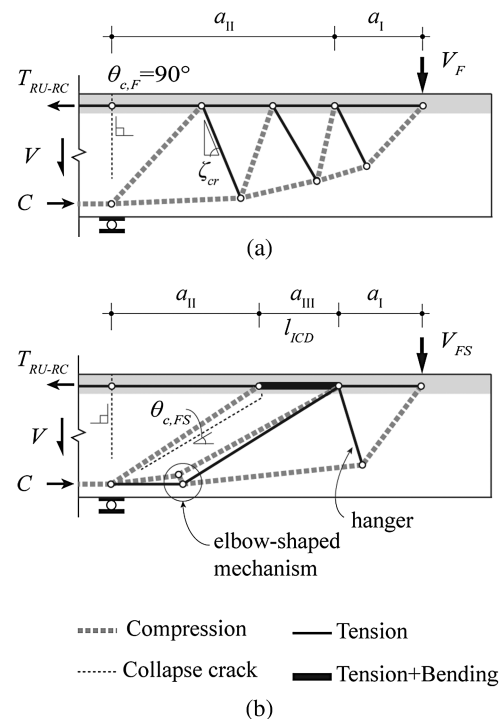 a_II a_I
V_F
T_RU-RC θ_c,F=90°
V
ζ_cr
C
(a)
a_II a_III a_I
l_ICD
V_FS
T_RU-RC
θ_c,FS
V
C
hanger
elbow-shaped
mechanism
Compression Tension
Collapse crack Tension+Bending
(b)